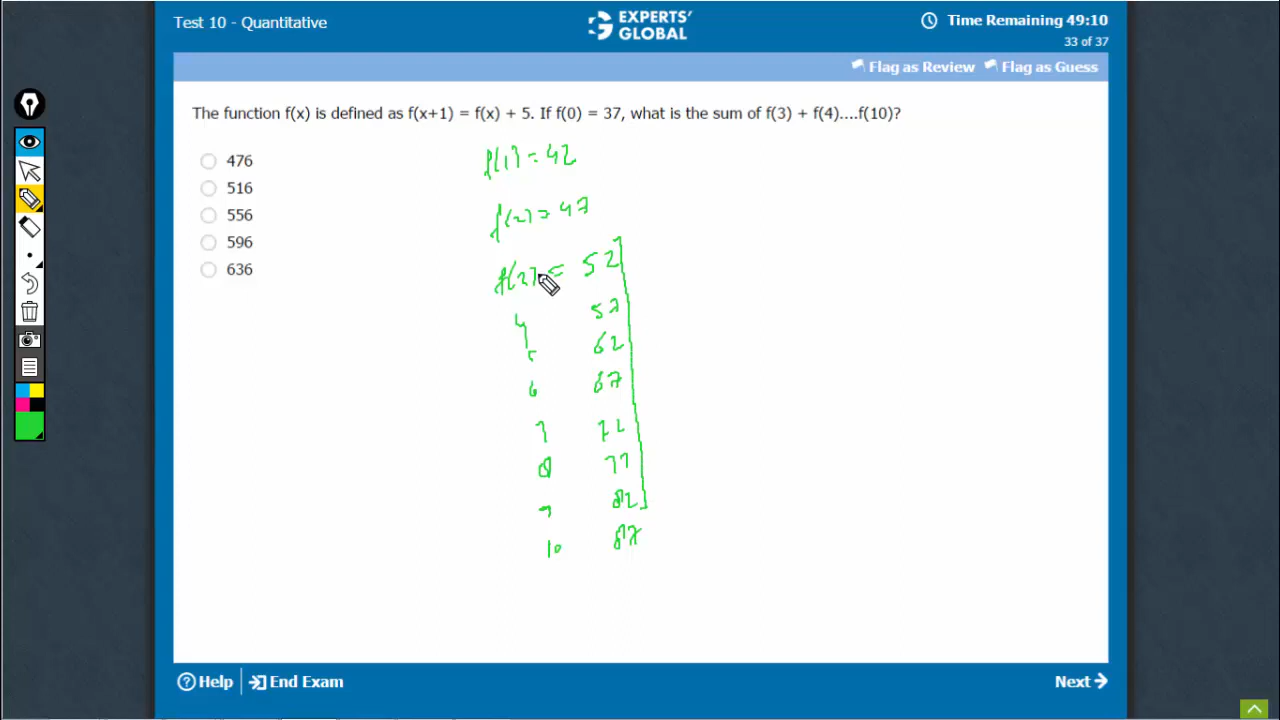 Test 10 - Quantitative
EXPERTS'
GLOBAL
Time Remaining 49:10
33 of 37
Flag as Review
Flag as Guess
The function f(x) is defined as f(x+1) = f(x) + 5. If f(0) = 37, what is the sum of f(3) + f(4)....f(10)?
476
516
556
596
636
f(1) = 42
f(2) = 47
f(3) = 52
4 57
5 62
6 67
7 72
8 77
9 82
10 87
Help
End Exam
Next